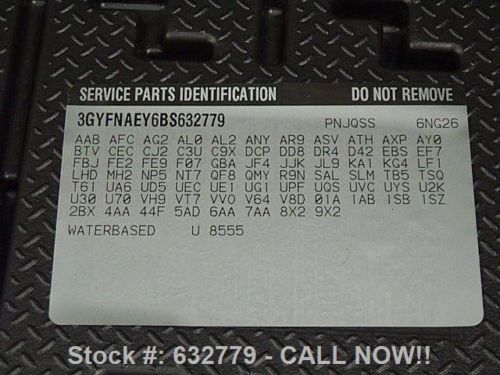 SERVICE PARTS IDENTIFICATION DO NOT REMOVE
3GYFNAEY6BS632779 PNJQSS 6NG26
AAB AFC AG2 AL0 AL2 ANY AR9 ASV ATH AXP AY0
BTV CEC CJ2 C3U C9X DCP DD8 DR4 D42 EBS EF7
FBJ FE2 FE9 F07 GBA JF4 JJK JL9 KA1 KG4 LF1
LHD MH2 NP5 NT7 QF8 QMY R9N SAL SLM TB5 TSQ
T61 UA6 UD5 UEC UE1 UG1 UPF UQS UVC UYS U2K
U30 U70 VH9 VT7 VV0 V64 V8D 01A 1AB 1SB 1SZ
2BX 4AA 44F 5AD 6AA 7AA 8X2 9X2
WATERBASED U 8555
Stock #: 632779 - CALL NOW!!